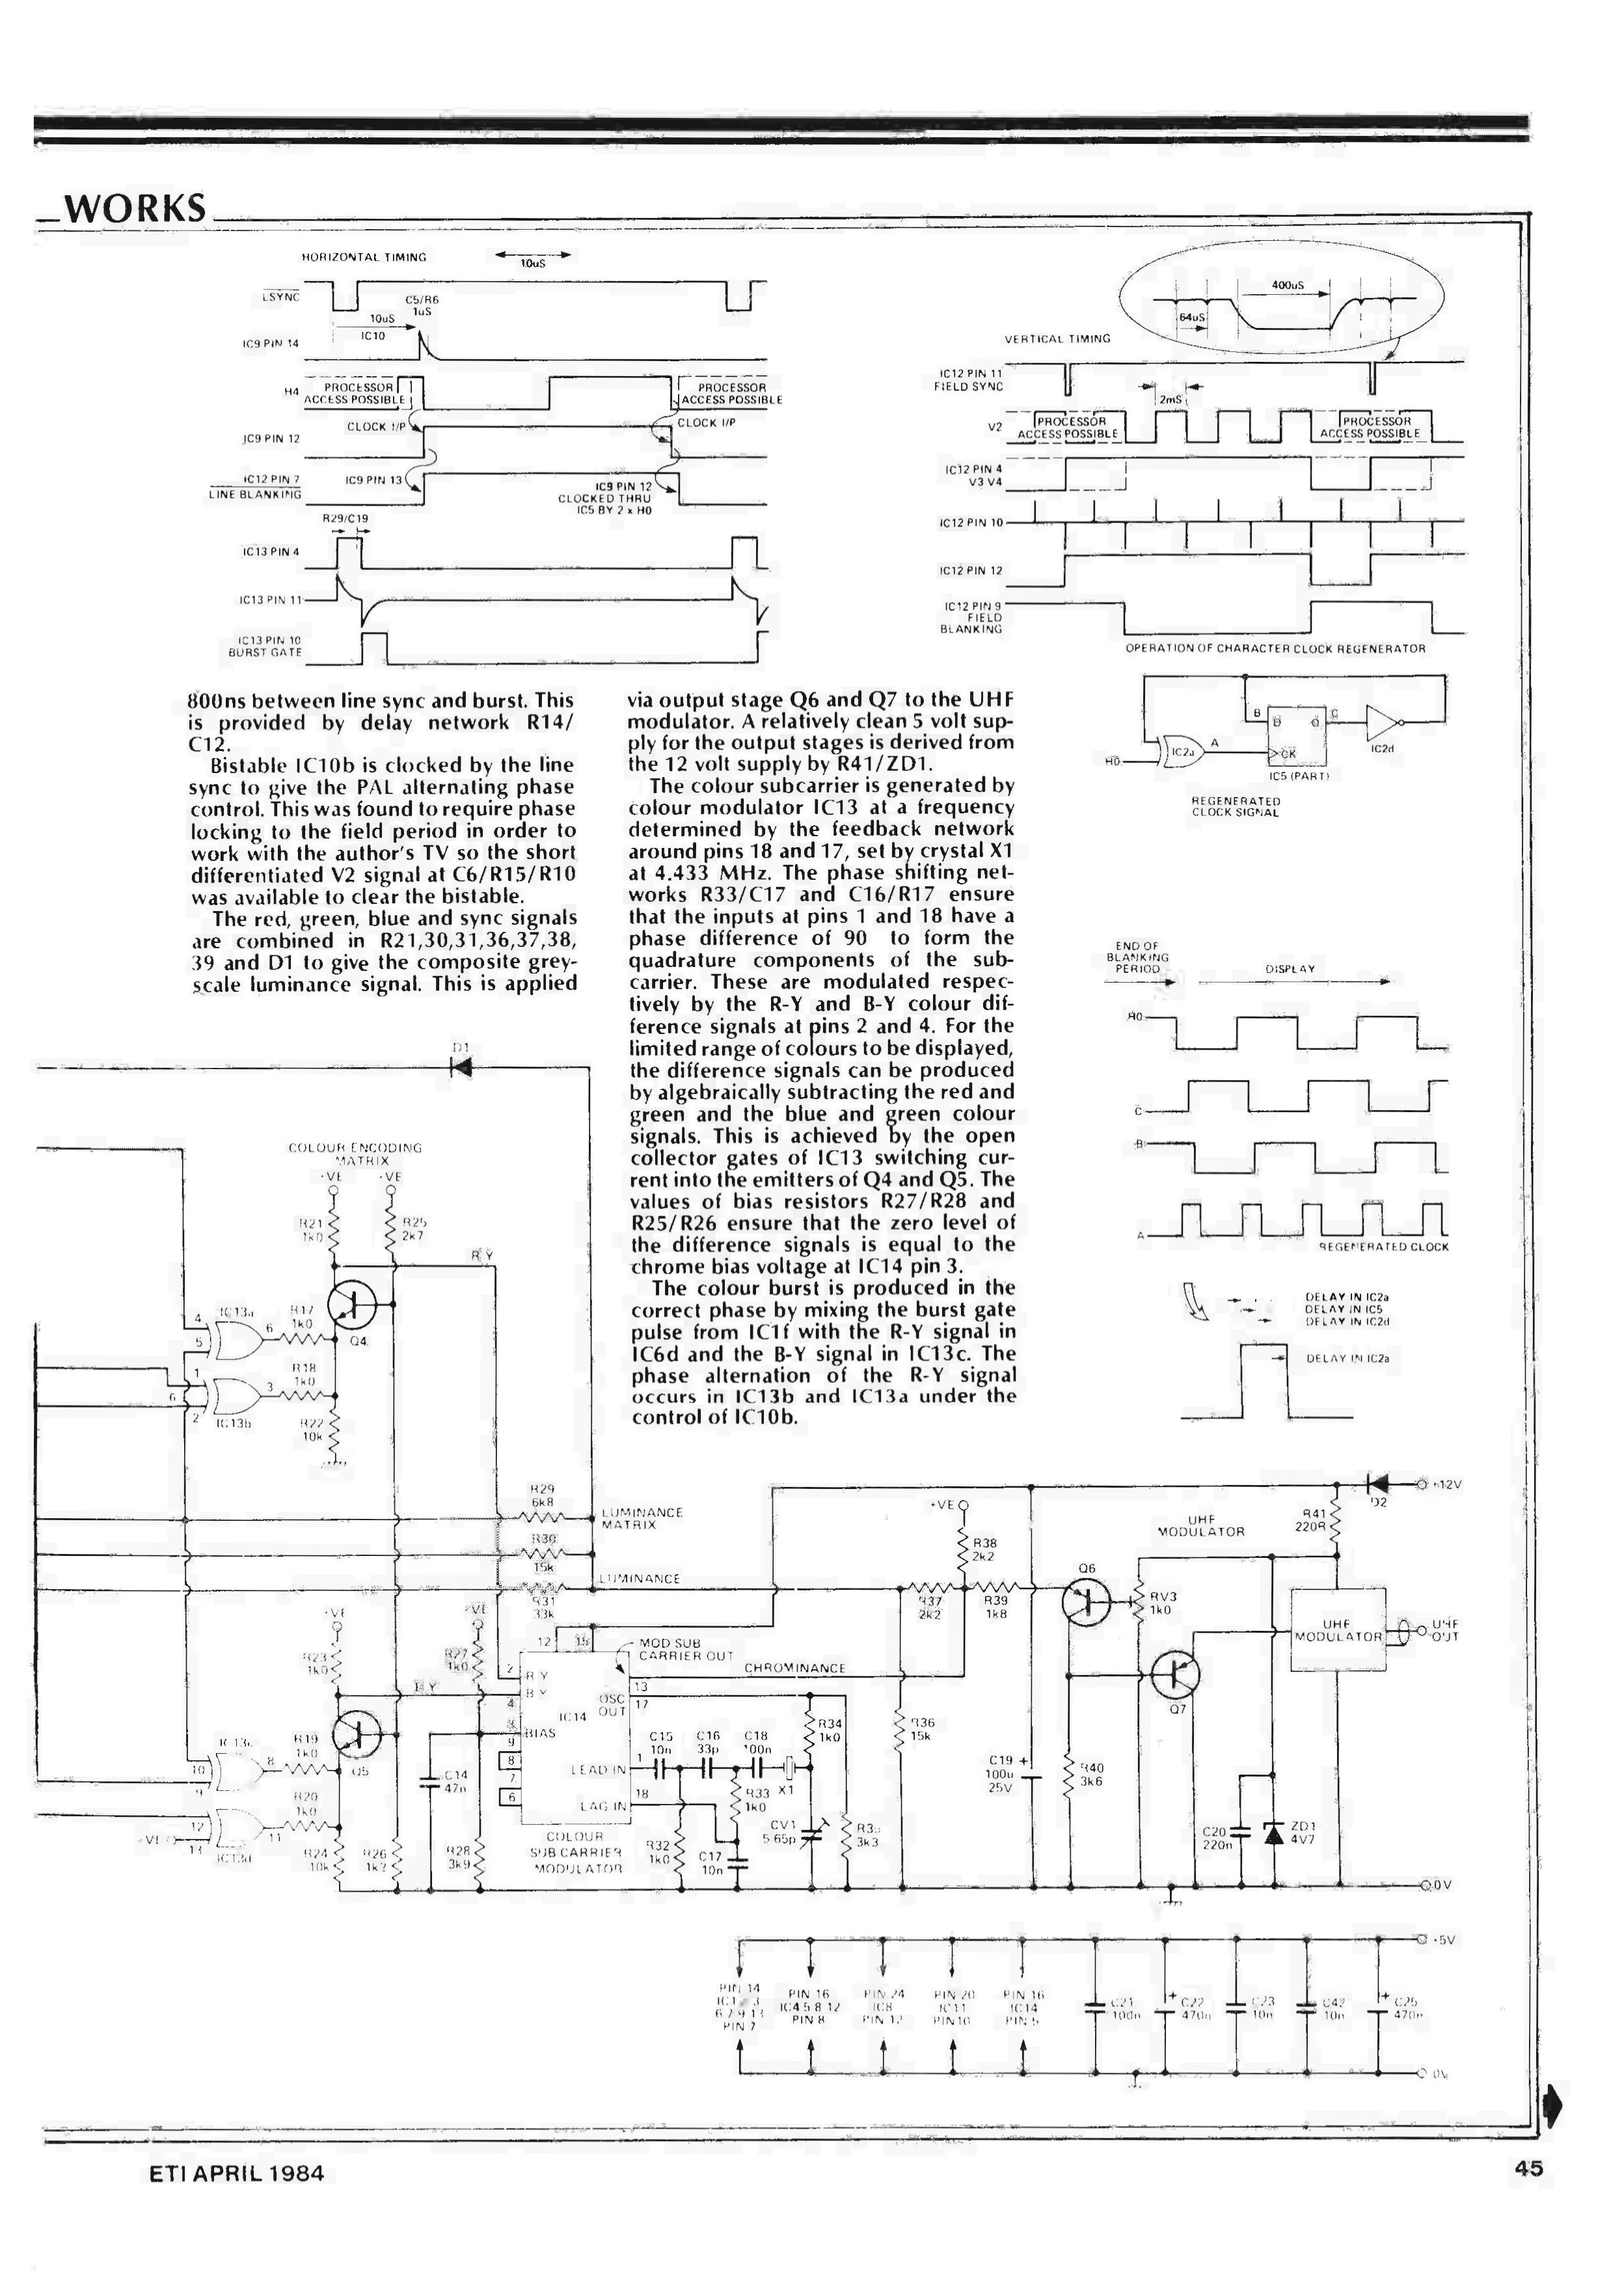 WORKS
HORIZONTAL TIMING
10uS
LSYNC
C5/R6
1uS
10uS
IC10
IC9 PIN 14
H4
PROCESSOR
ACCESS POSSIBLE
PROCESSOR
ACCESS POSSIBLE
CLOCK I/P
CLOCK I/P
IC9 PIN 12
IC12 PIN 7
LINE BLANKING
IC9 PIN 13
IC9 PIN 12
CLOCKED THRU
IC5 BY 2 x H0
R29/C19
IC13 PIN 4
IC13 PIN 11
IC13 PIN 10
BURST GATE
400uS
64uS
VERTICAL TIMING
IC12 PIN 11
FIELD SYNC
2mS
V2
PROCESSOR
ACCESS POSSIBLE
PROCESSOR
ACCESS POSSIBLE
IC12 PIN 4
V3 V4
IC12 PIN 10
IC12 PIN 12
IC12 PIN 9
FIELD
BLANKING
OPERATION OF CHARACTER CLOCK REGENERATOR
800ns between line sync and burst. This
is provided by delay network R14/
C12.
Bistable IC10b is clocked by the line
sync to give the PAL alternating phase
control. This was found to require phase
locking to the field period in order to
work with the author's TV so the short
differentiated V2 signal at C6/R15/R10
was available to clear the bistable.
The red, green, blue and sync signals
are combined in R21,30,31,36,37,38,
39 and D1 to give the composite grey-
scale luminance signal. This is applied
via output stage Q6 and Q7 to the UHF
modulator. A relatively clean 5 volt sup-
ply for the output stages is derived from
the 12 volt supply by R41/ZD1.
The colour subcarrier is generated by
colour modulator IC13 at a frequency
determined by the feedback network
around pins 18 and 17, set by crystal X1
at 4.433 MHz. The phase shifting net-
works R33/C17 and C16/R17 ensure
that the inputs at pins 1 and 18 have a
phase difference of 90 to form the
quadrature components of the sub-
carrier. These are modulated respec-
tively by the R-Y and B-Y colour dif-
ference signals at pins 2 and 4. For the
limited range of colours to be displayed,
the difference signals can be produced
by algebraically subtracting the red and
green and the blue and green colour
signals. This is achieved by the open
collector gates of IC13 switching cur-
rent into the emitters of Q4 and Q5. The
values of bias resistors R27/R28 and
R25/R26 ensure that the zero level of
the difference signals is equal to the
chrome bias voltage at IC14 pin 3.
The colour burst is produced in the
correct phase by mixing the burst gate
pulse from IC1f with the R-Y signal in
IC6d and the B-Y signal in IC13c. The
phase alternation of the R-Y signal
occurs in IC13b and IC13a under the
control of IC10b.
B
D
C
A
IC2a
CK
IC2d
H0
IC5 (PART)
REGENERATED
CLOCK SIGNAL
END OF
BLANKING
PERIOD
DISPLAY
H0
C
B
A
REGENERATED CLOCK
DELAY IN IC2a
DELAY IN IC5
DELAY IN IC2d
DELAY IN IC2a
D1
COLOUR ENCODING
MATRIX
+VE
+VE
R21
1k0
R25
2k7
R Y
4
IC13a
5
6
R17
1k0
Q4
R18
1k0
1
6
3
2
IC13b
R22
10k
R29
6k8
LUMINANCE
MATRIX
R30
15k
LUMINANCE
R31
33k
+VE
+VE
R23
1k0
R27
1k0
B Y
12
15
MOD SUB
CARRIER OUT
2
R Y
13
CHROMINANCE
4
B Y
OSC
OUT
17
IC14
BIAS
9
8
7
6
LEAD IN
1
LAG IN
18
COLOUR
SUB CARRIER
MODULATOR
C15
10n
C16
33p
C18
100n
R34
1k0
R33
1k0
X1
CV1
5 65p
3k3
R32
1k0
C17
10n
10
9
8
R19
1k0
Q5
C14
47n
R20
1k0
12
11
13
+VE
IC13d
R24
10k
R26
1k2
R28
3k9
+VE
R38
2k2
R37
2k2
R39
1k8
R36
15k
C19
100u
25V
Q6
R40
3k6
RV3
1k0
Q7
UHF
MODULATOR
R41
220R
D2
+12V
UHF
MODULATOR
UHF
OUT
C20
220n
ZD1
4V7
0V
+5V
PIN 14
PIN 7
PIN 16
IC4 5 8 12
PIN 8
PIN 24
IC8
PIN 12
PIN 20
IC11
PIN 10
PIN 16
IC14
PIN 5
C21
100n
C22
470n
C23
10n
C42
10n
C25
470n
0V
ETI APRIL 1984
45